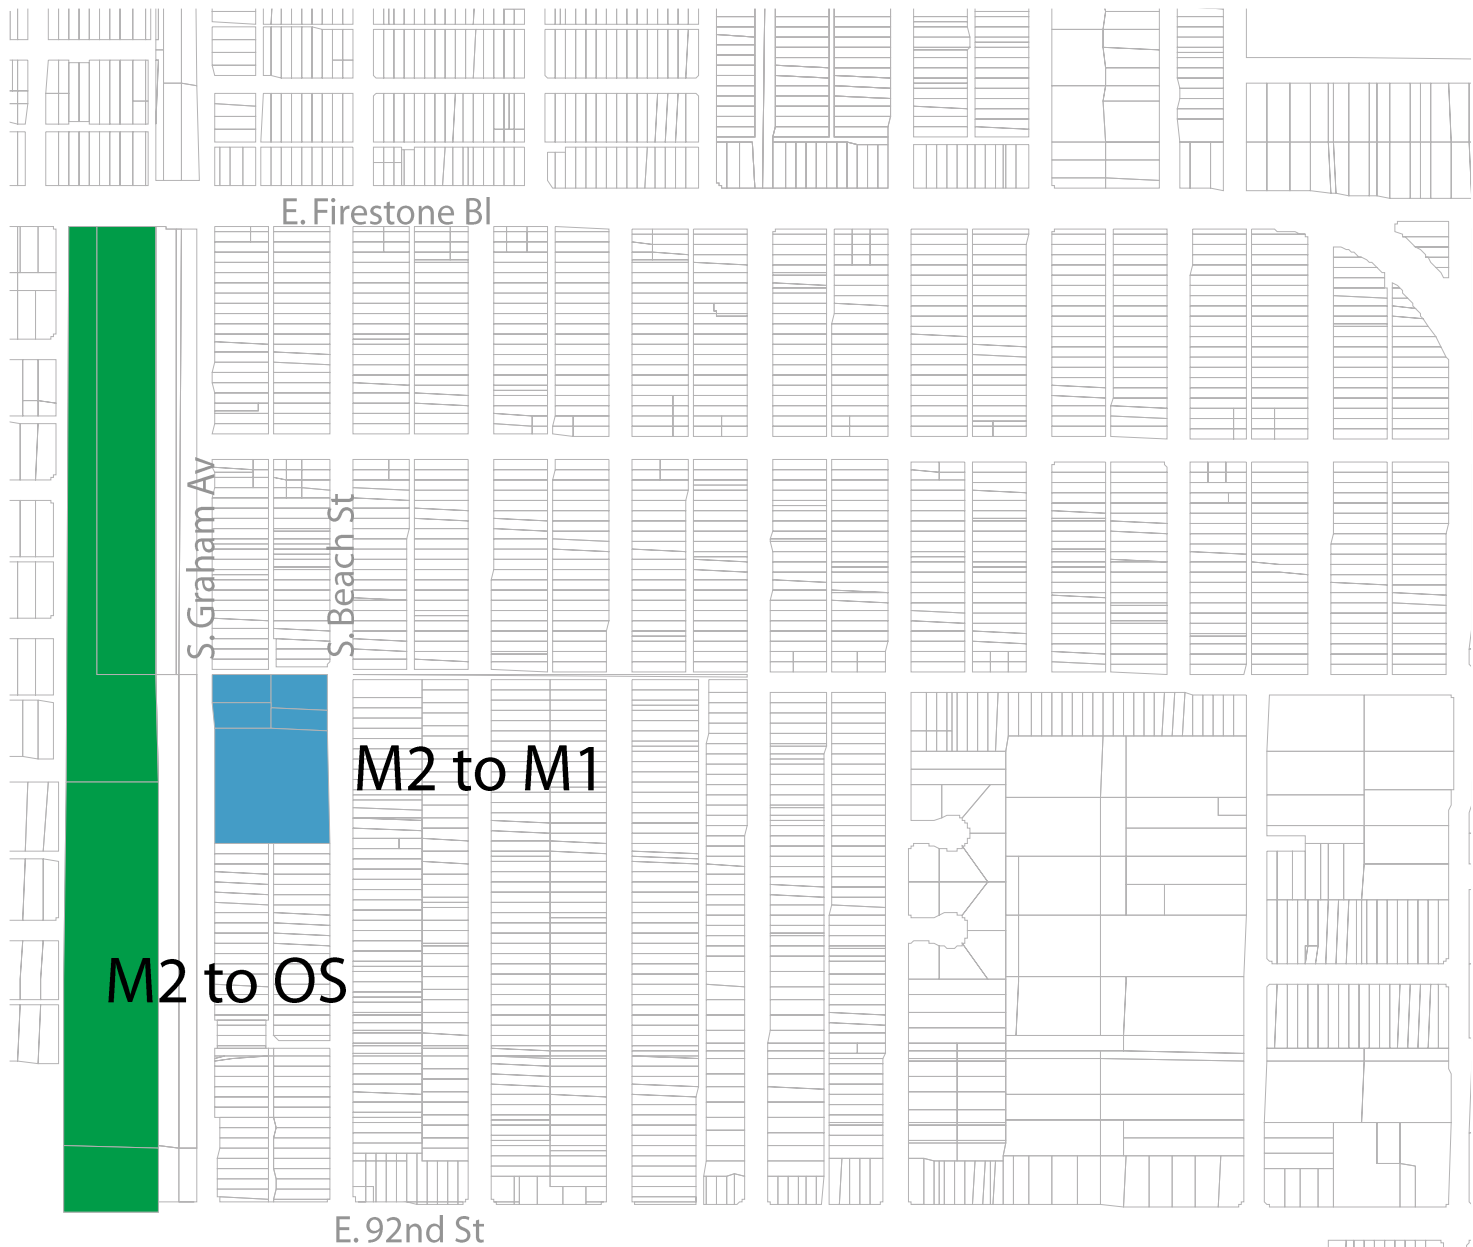 E. Firestone Bl
S. Graham Av
S. Beach St
M2 to M1
M2 to OS
E. 92nd St